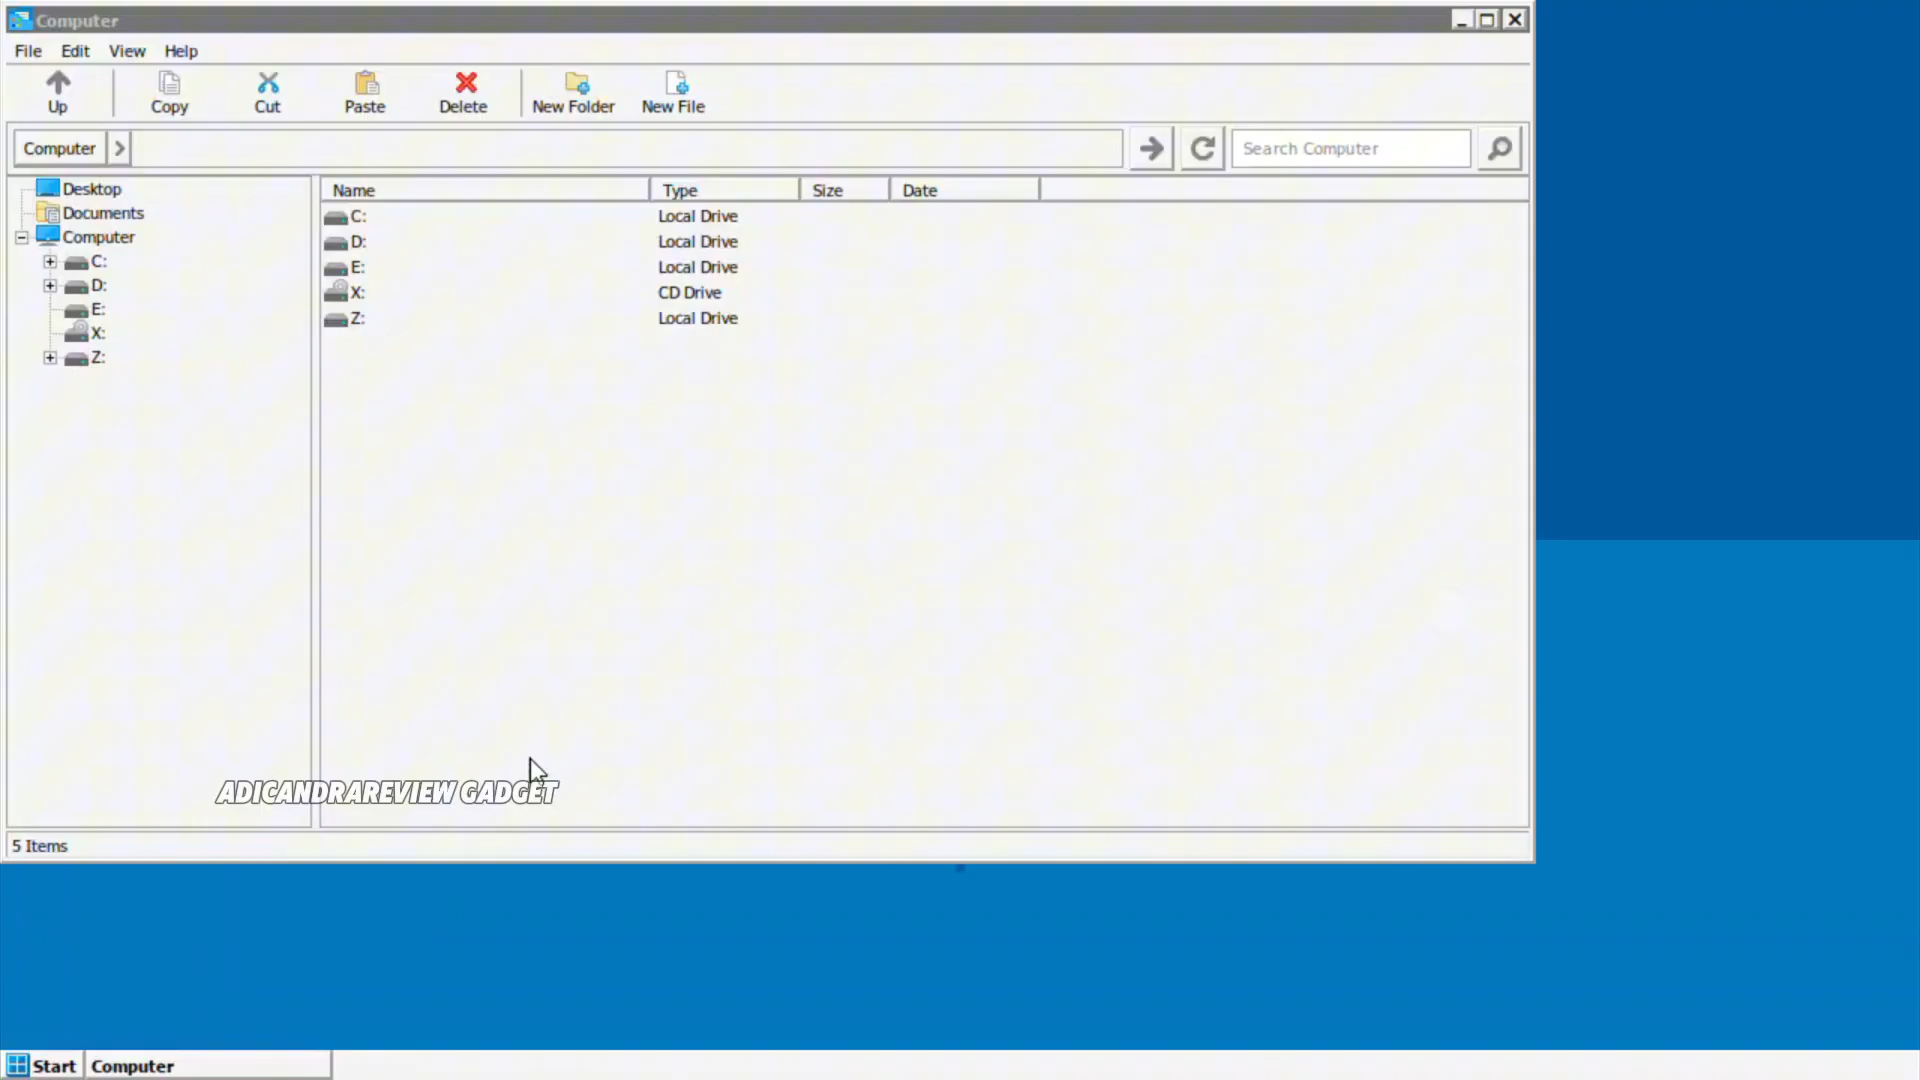 Computer
File Edit View Help
Up Copy Cut Paste Delete New Folder New File
Computer Search Computer
Desktop
Documents
Computer
C:
D:
E:
X:
Z:
Name Type Size Date
C: Local Drive
D: Local Drive
E: Local Drive
X: CD Drive
Z: Local Drive
ADICANDRAREVIEW GADGET
5 Items
Start Computer